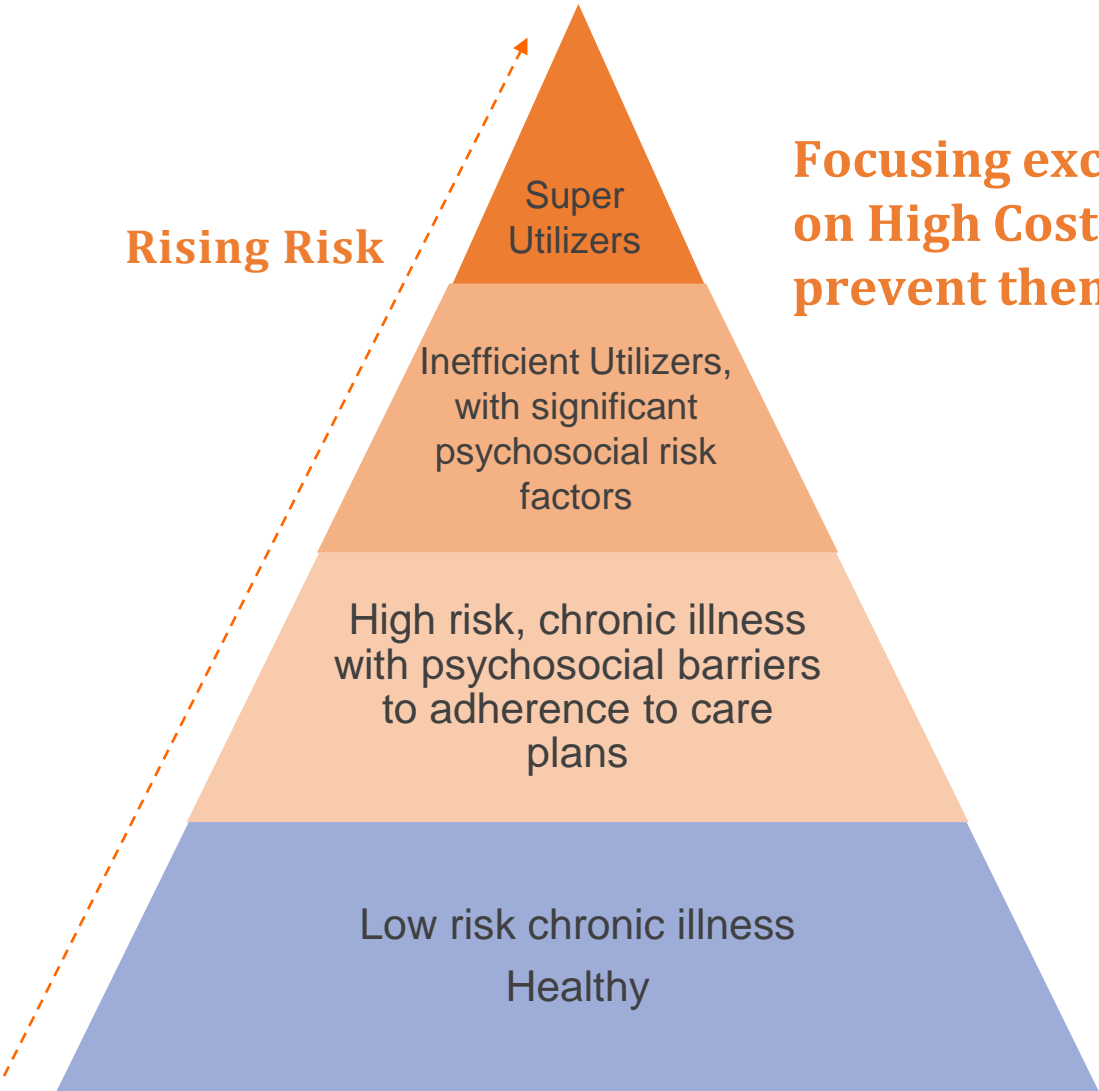 Super
Utilizers
Rising Risk
Focusing exc
on High Cost
prevent
Inefficient Utilizers,
with significant
psychosocial risk
factors
High risk, chronic illness
with psychosocial barriers
to adherence to care
plans
Low risk chronic illness
Healthy